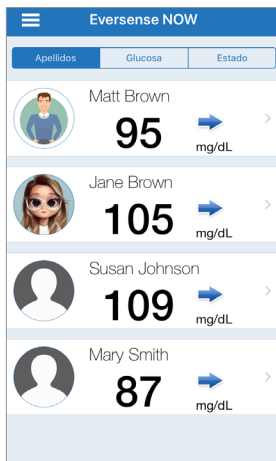 Eversense NOW
Apellidos Glucosa Estado
Matt Brown
95 mg/dL
Jane Brown
105 mg/dL
Susan Johnson
109 mg/dL
Mary Smith
87 mg/dL